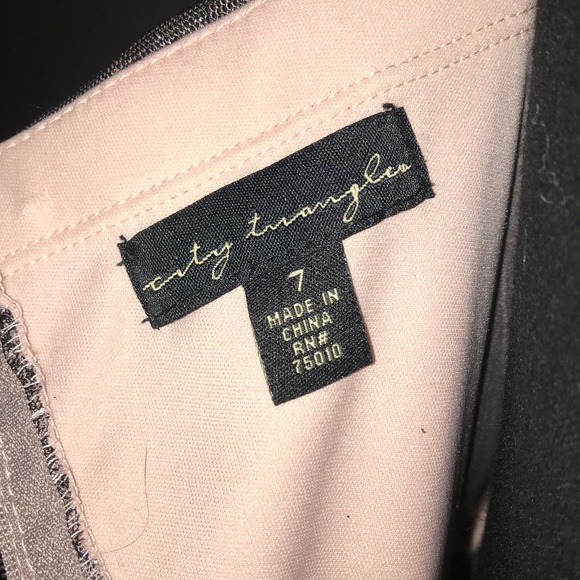 city triangles
7
MADE IN
CHINA
RN#
75010